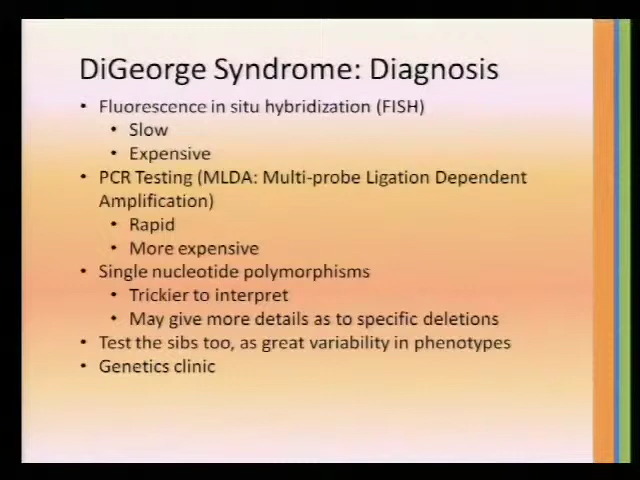 DiGeorge Syndrome: Diagnosis
• Fluorescence in situ hybridization (FISH)
• Slow
• Expensive
• PCR Testing (MLDA: Multi-probe Ligation Dependent
Amplification)
• Rapid
• More expensive
• Single nucleotide polymorphisms
• Trickier to interpret
• May give more details as to specific deletions
• Test the sibs too, as great variability in phenotypes
• Genetics clinic